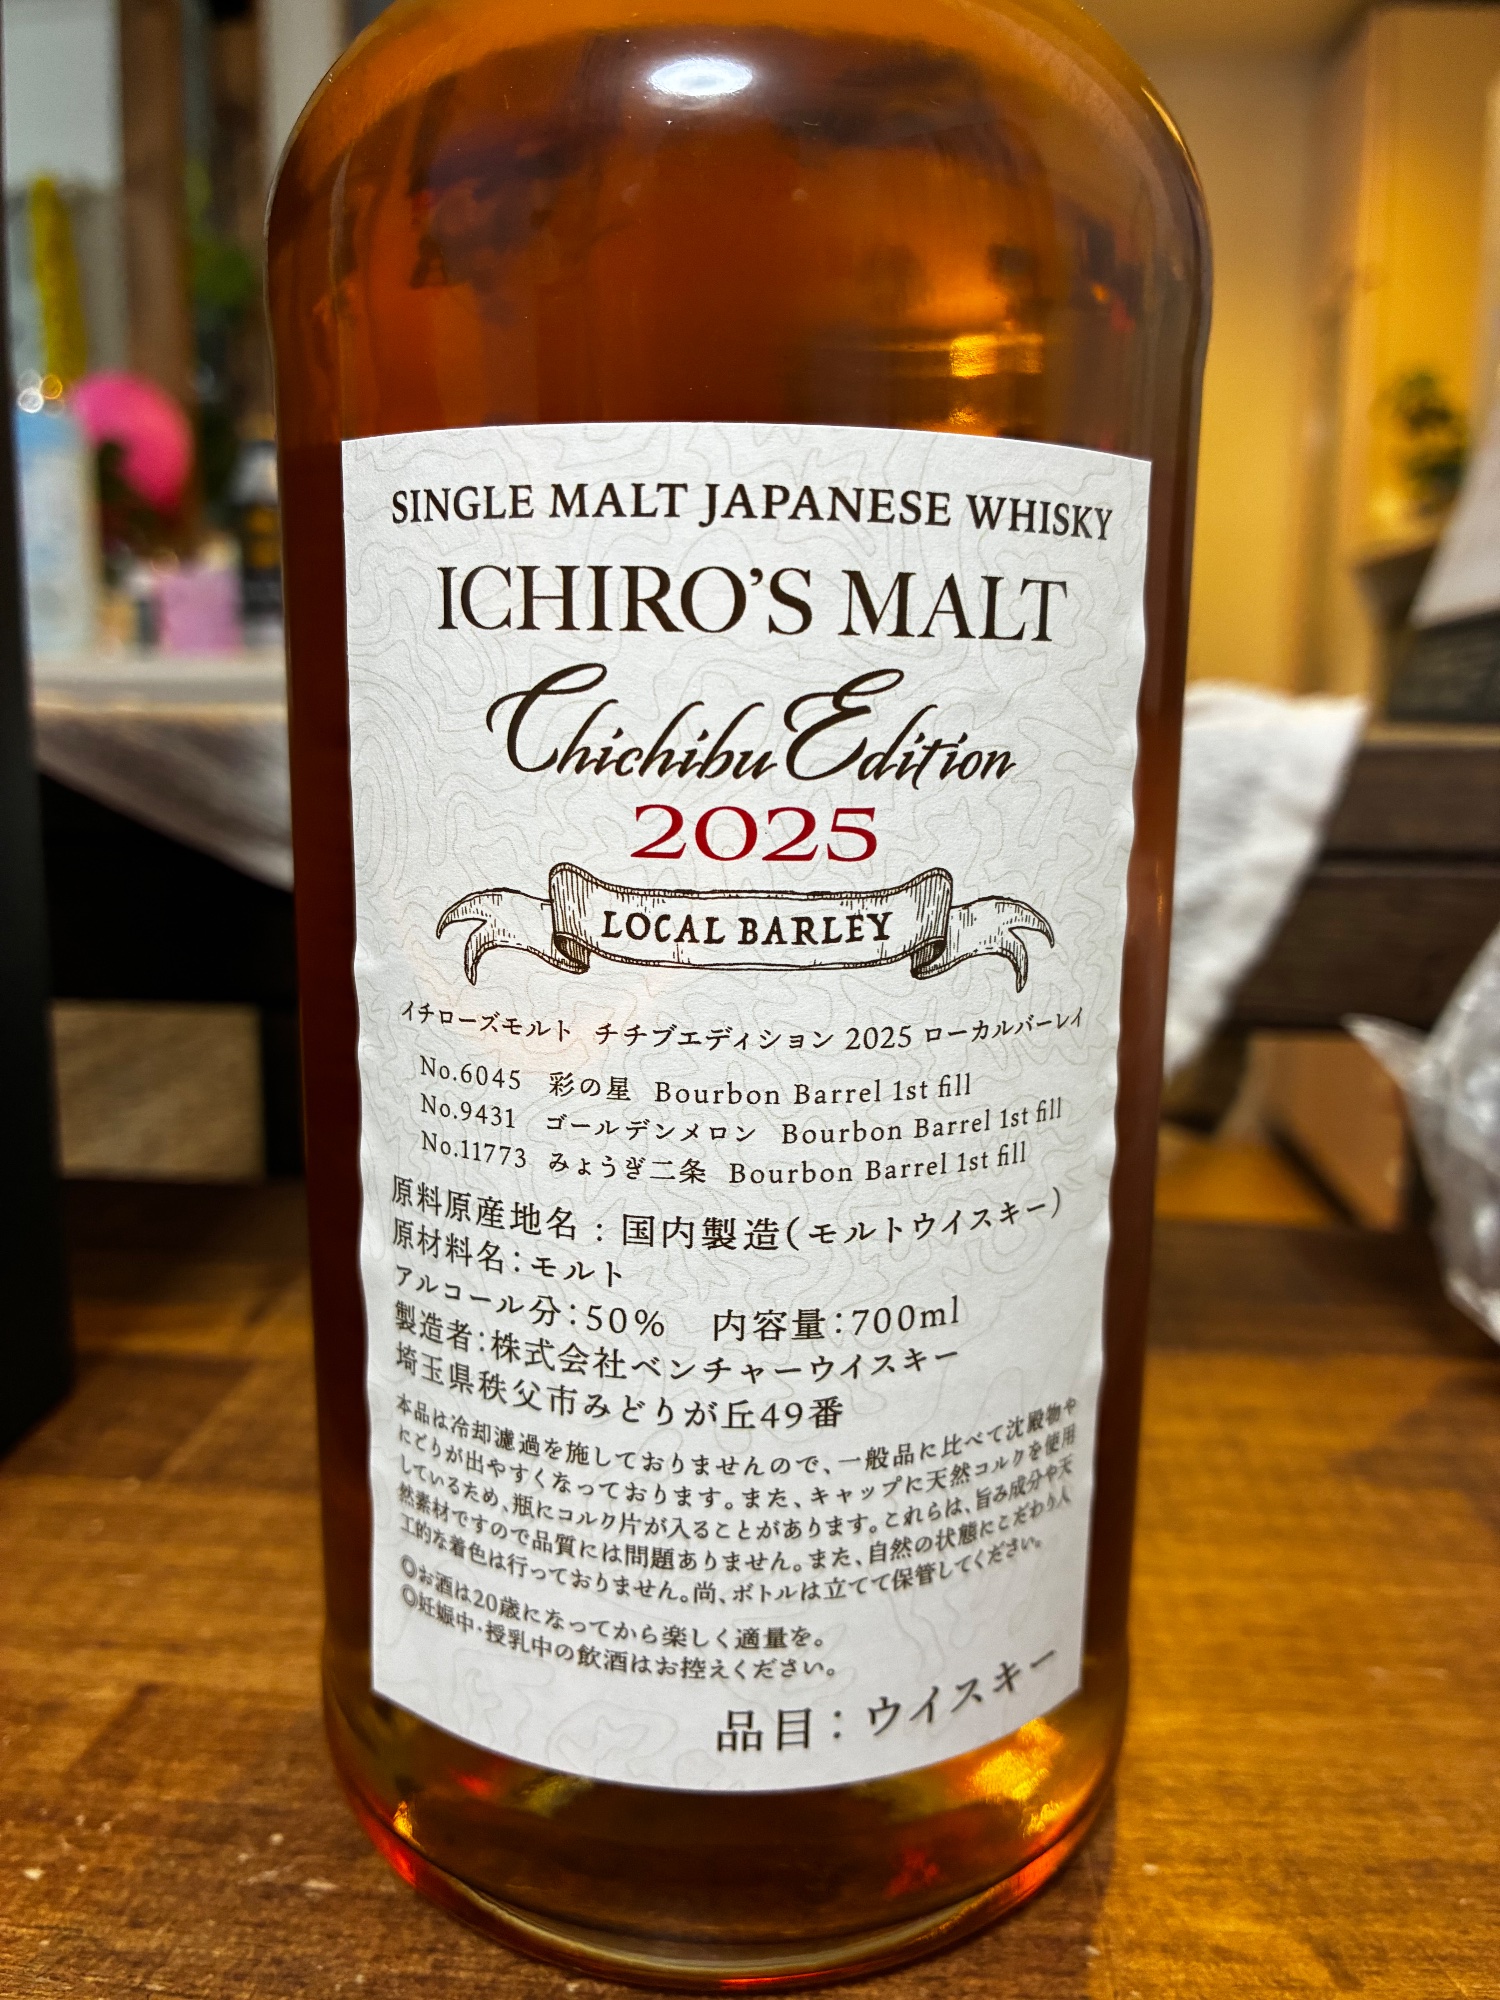 SINGLE MALT JAPANESE WHISKY
ICHIRO'S MALT
Chichibu Edition
2025
LOCAL BARLEY
イチローズモルト チチブエディション 2025 ローカルバーレイ
No.6045 彩の星 Bourbon Barrel 1st fill
No.9431 ゴールデンメロン Bourbon Barrel 1st fill
No.11773 みょうぎ二条 Bourbon Barrel 1st fill
原料原産地名：国内製造(モルトウイスキー)
原材料名：モルト
アルコール分：50% 内容量：700ml
製造者：株式会社ベンチャーウイスキー
埼玉県秩父市みどりが丘49番
本品は冷却濾過を施しておりませんので、一般品に比べて沈殿物や
にごりが出やすくなっております。また、キャップに天然コルクを使用
しているため、瓶にコルク片が入ることがあります。これらは、旨み成分や天
然素材ですので品質には問題ありません。また、自然の状態にこだわり人
工的な着色は行っておりません。尚、ボトルは立てて保管してください。
◎お酒は20歳になってから楽しく適量を。
◎妊娠中・授乳中の飲酒はお控えください。
品目：ウイスキー